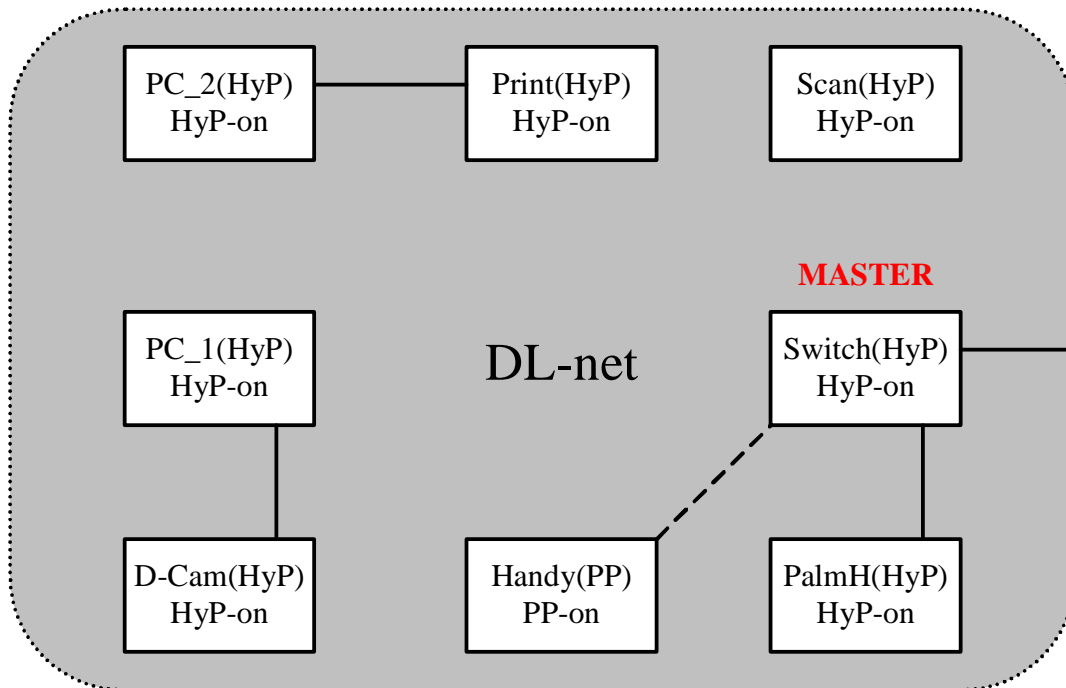 PC_2(HyP)
HyP-on
Print(HyP)
HyP-on
Scan(HyP)
HyP-on
MASTER
PC_1(HyP)
HyP-on
DL-net
Switch(HyP)
HyP-on
D-Cam(HyP)
HyP-on
Handy(PP)
PP-on
PalmH(HyP)
HyP-on